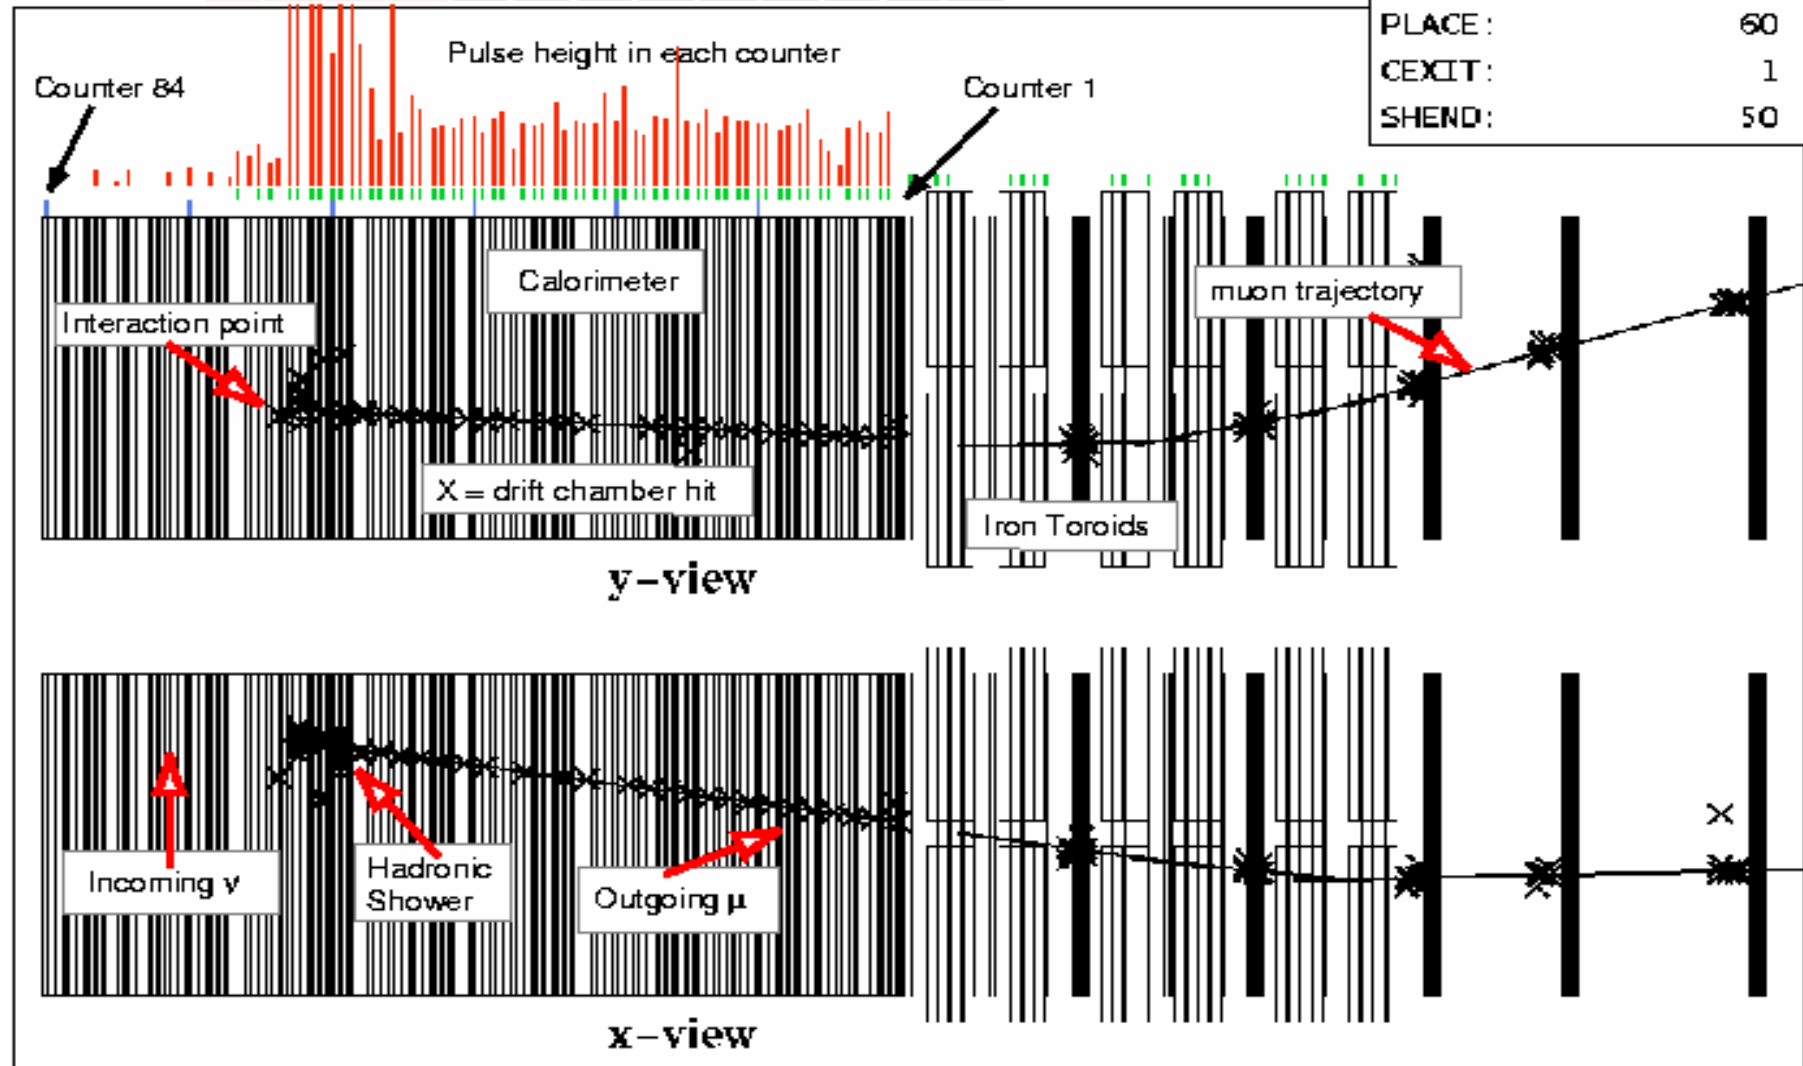 PLACE: 60
CEXIT: 1
SHEND: 50
Pulse height in each counter
Counter 84
Counter 1
Calorimeter
muon trajectory
Interaction point
X = drift chamber hit
Iron Toroids
y-view
Incoming ν
Hadronic
Shower
Outgoing μ
x-view